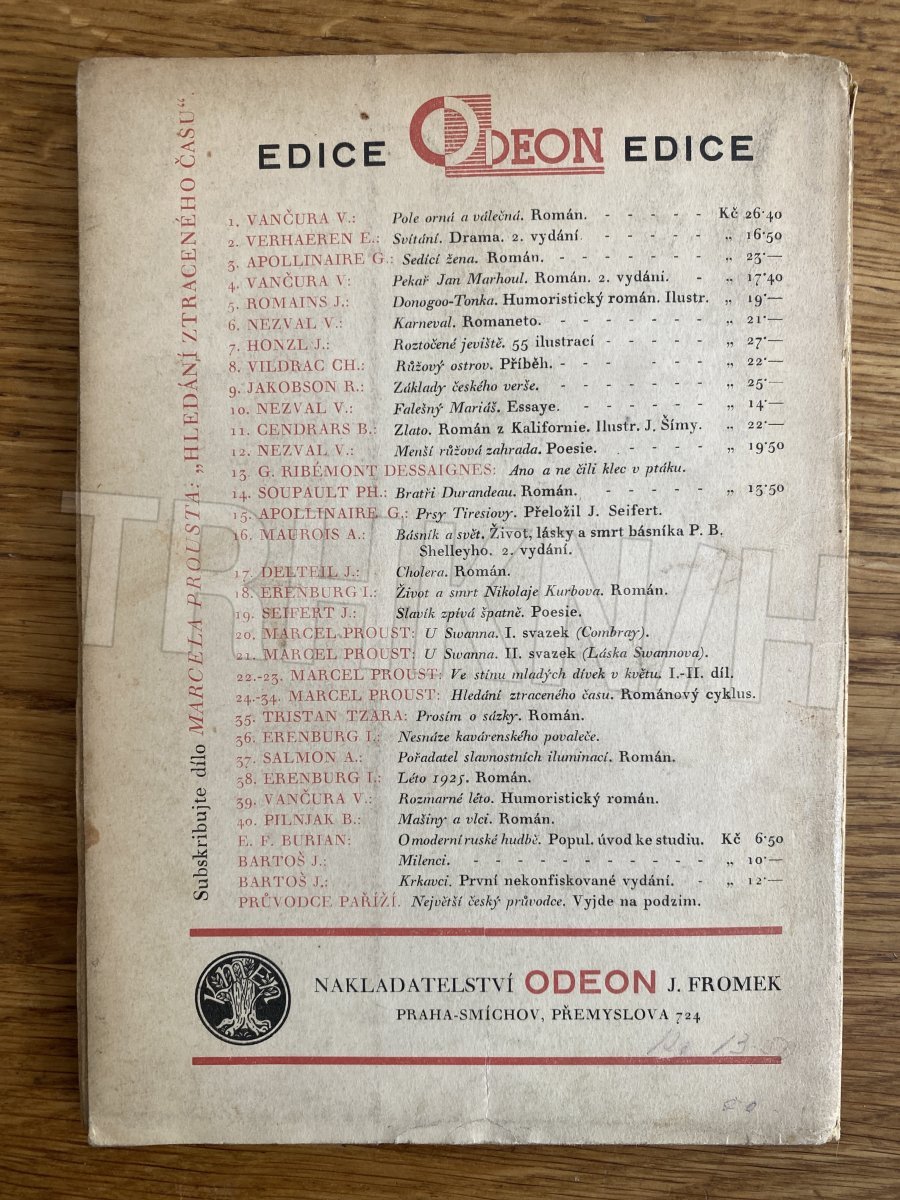 EDICE ODEON EDICE
Subskribujte dílo MARCELA PROUSTA: „HLEDÁNÍ ZTRACENÉHO ČASU“.
1. VANČURA V.: Pole orná a válečná. Román. - - - - - Kč 26·40
2. VERHAEREN E.: Svítání. Drama. 2. vydání - - - - - „ 16·50
3. APOLLINAIRE G.: Sedící žena. Román. - - - - - - „ 23·—
4. VANČURA V: Pekař Jan Marhoul. Román. 2. vydání. - „ 17·40
5. ROMAINS J.: Donogoo-Tonka. Humoristický román. Ilustr. „ 19·—
6. NEZVAL V.: Karneval. Romaneto. - - - - - - - „ 21·—
7. HONZL J.: Roztočené jeviště. 55 ilustrací - - - - - „ 27·—
8. VILDRAC CH.: Růžový ostrov. Příběh. - - - - - - „ 22·—
9. JAKOBSON R.: Základy českého verše. - - - - - - „ 25·—
10. NEZVAL V.: Falešný Mariáš. Essaye. - - - - - - „ 14·—
11. CENDRARS B.: Zlato. Román z Kalifornie. Ilustr. J. Šímy. „ 22·—
12. NEZVAL V.: Menší růžová zahrada. Poesie. - - - - „ 19·50
13. G. RIBÉMONT DESSAIGNES: Ano a ne čili klec v ptáku.
14. SOUPAULT PH.: Bratři Durandeau. Román. - - - - - „ 13·50
15. APOLLINAIRE G.: Prsy Tiresiovy. Přeložil J. Seifert.
16. MAUROIS A.: Básník a svět. Život, lásky a smrt básníka P. B.
Shelleyho. 2. vydání.
17. DELTEIL J.: Cholera. Román.
18. ERENBURG I.: Život a smrt Nikolaje Kurbova. Román.
19. SEIFERT J.: Slavík zpívá špatně. Poesie.
20. MARCEL PROUST: U Swanna. I. svazek (Combray).
21. MARCEL PROUST: U Swanna. II. svazek (Láska Swannova).
22.-23. MARCEL PROUST: Ve stínu mladých dívek v květu. I.-II. díl.
24.-34. MARCEL PROUST: Hledání ztraceného času. Románový cyklus.
35. TRISTAN TZARA: Prosím o sázky. Román.
36. ERENBURG I.: Nesnáze kavárenského povaleče.
37. SALMON A.: Pořadatel slavnostních iluminací. Román.
38. ERENBURG I.: Léto 1925. Román.
39. VANČURA V.: Rozmarné léto. Humoristický román.
40. PILNJAK B.: Mašiny a vlci. Román.
E. F. BURIAN: O moderní ruské hudbě. Popul. úvod ke studiu. Kč 6·50
BARTOŠ J.: Milenci. - - - - - - - - - - - „ 10·—
BARTOŠ J.: Krkavci. První nekonfiskované vydání. - „ 12·—
PRŮVODCE PAŘÍŽÍ. Největší český průvodce. Vyjde na podzim.
KMEN
NAKLADATELSTVÍ ODEON J. FROMEK
PRAHA-SMÍCHOV, PŘEMYSLOVA 724